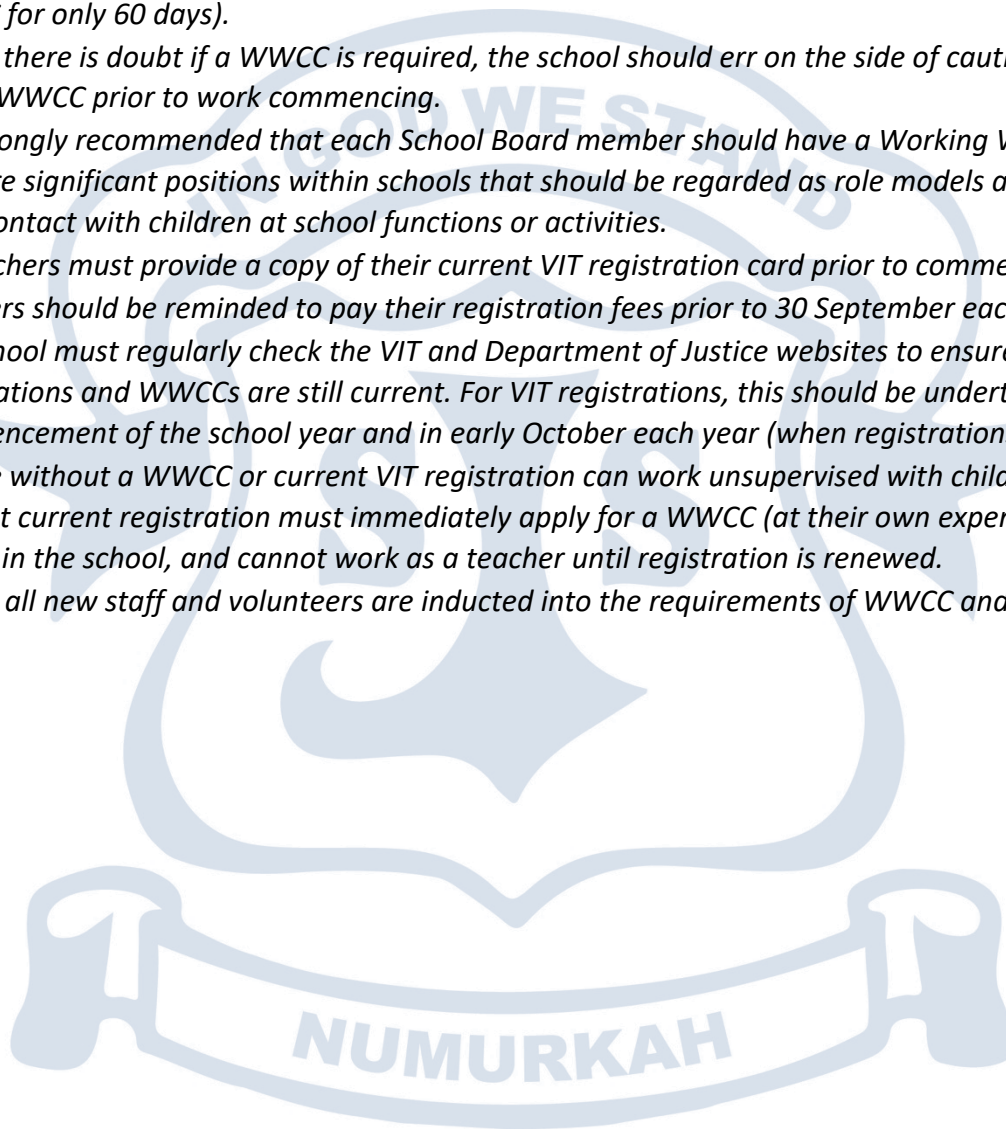 for only 60 days).
there is doubt if a WWCC is required, the school should err on the side of cauti
WWCC prior to work commencing.
ongly recommended that each School Board member should have a Working W
re significant positions within schools that should be regarded as role models a
ontact with children at school functions or activities.
chers must provide a copy of their current VIT registration card prior to comme
ers should be reminded to pay their registration fees prior to 30 September eac
hool must regularly check the VIT and Department of Justice websites to ensure
ations and WWCCs are still current. For VIT registrations, this should be undert
encement of the school year and in early October each year (when registration
e without a WWCC or current VIT registration can work unsupervised with child
t current registration must immediately apply for a WWCC (at their own expen
in the school, and cannot work as a teacher until registration is renewed.
all new staff and volunteers are inducted into the requirements of WWCC and
IN GOD WE STAND
SJS
NUMURKAH